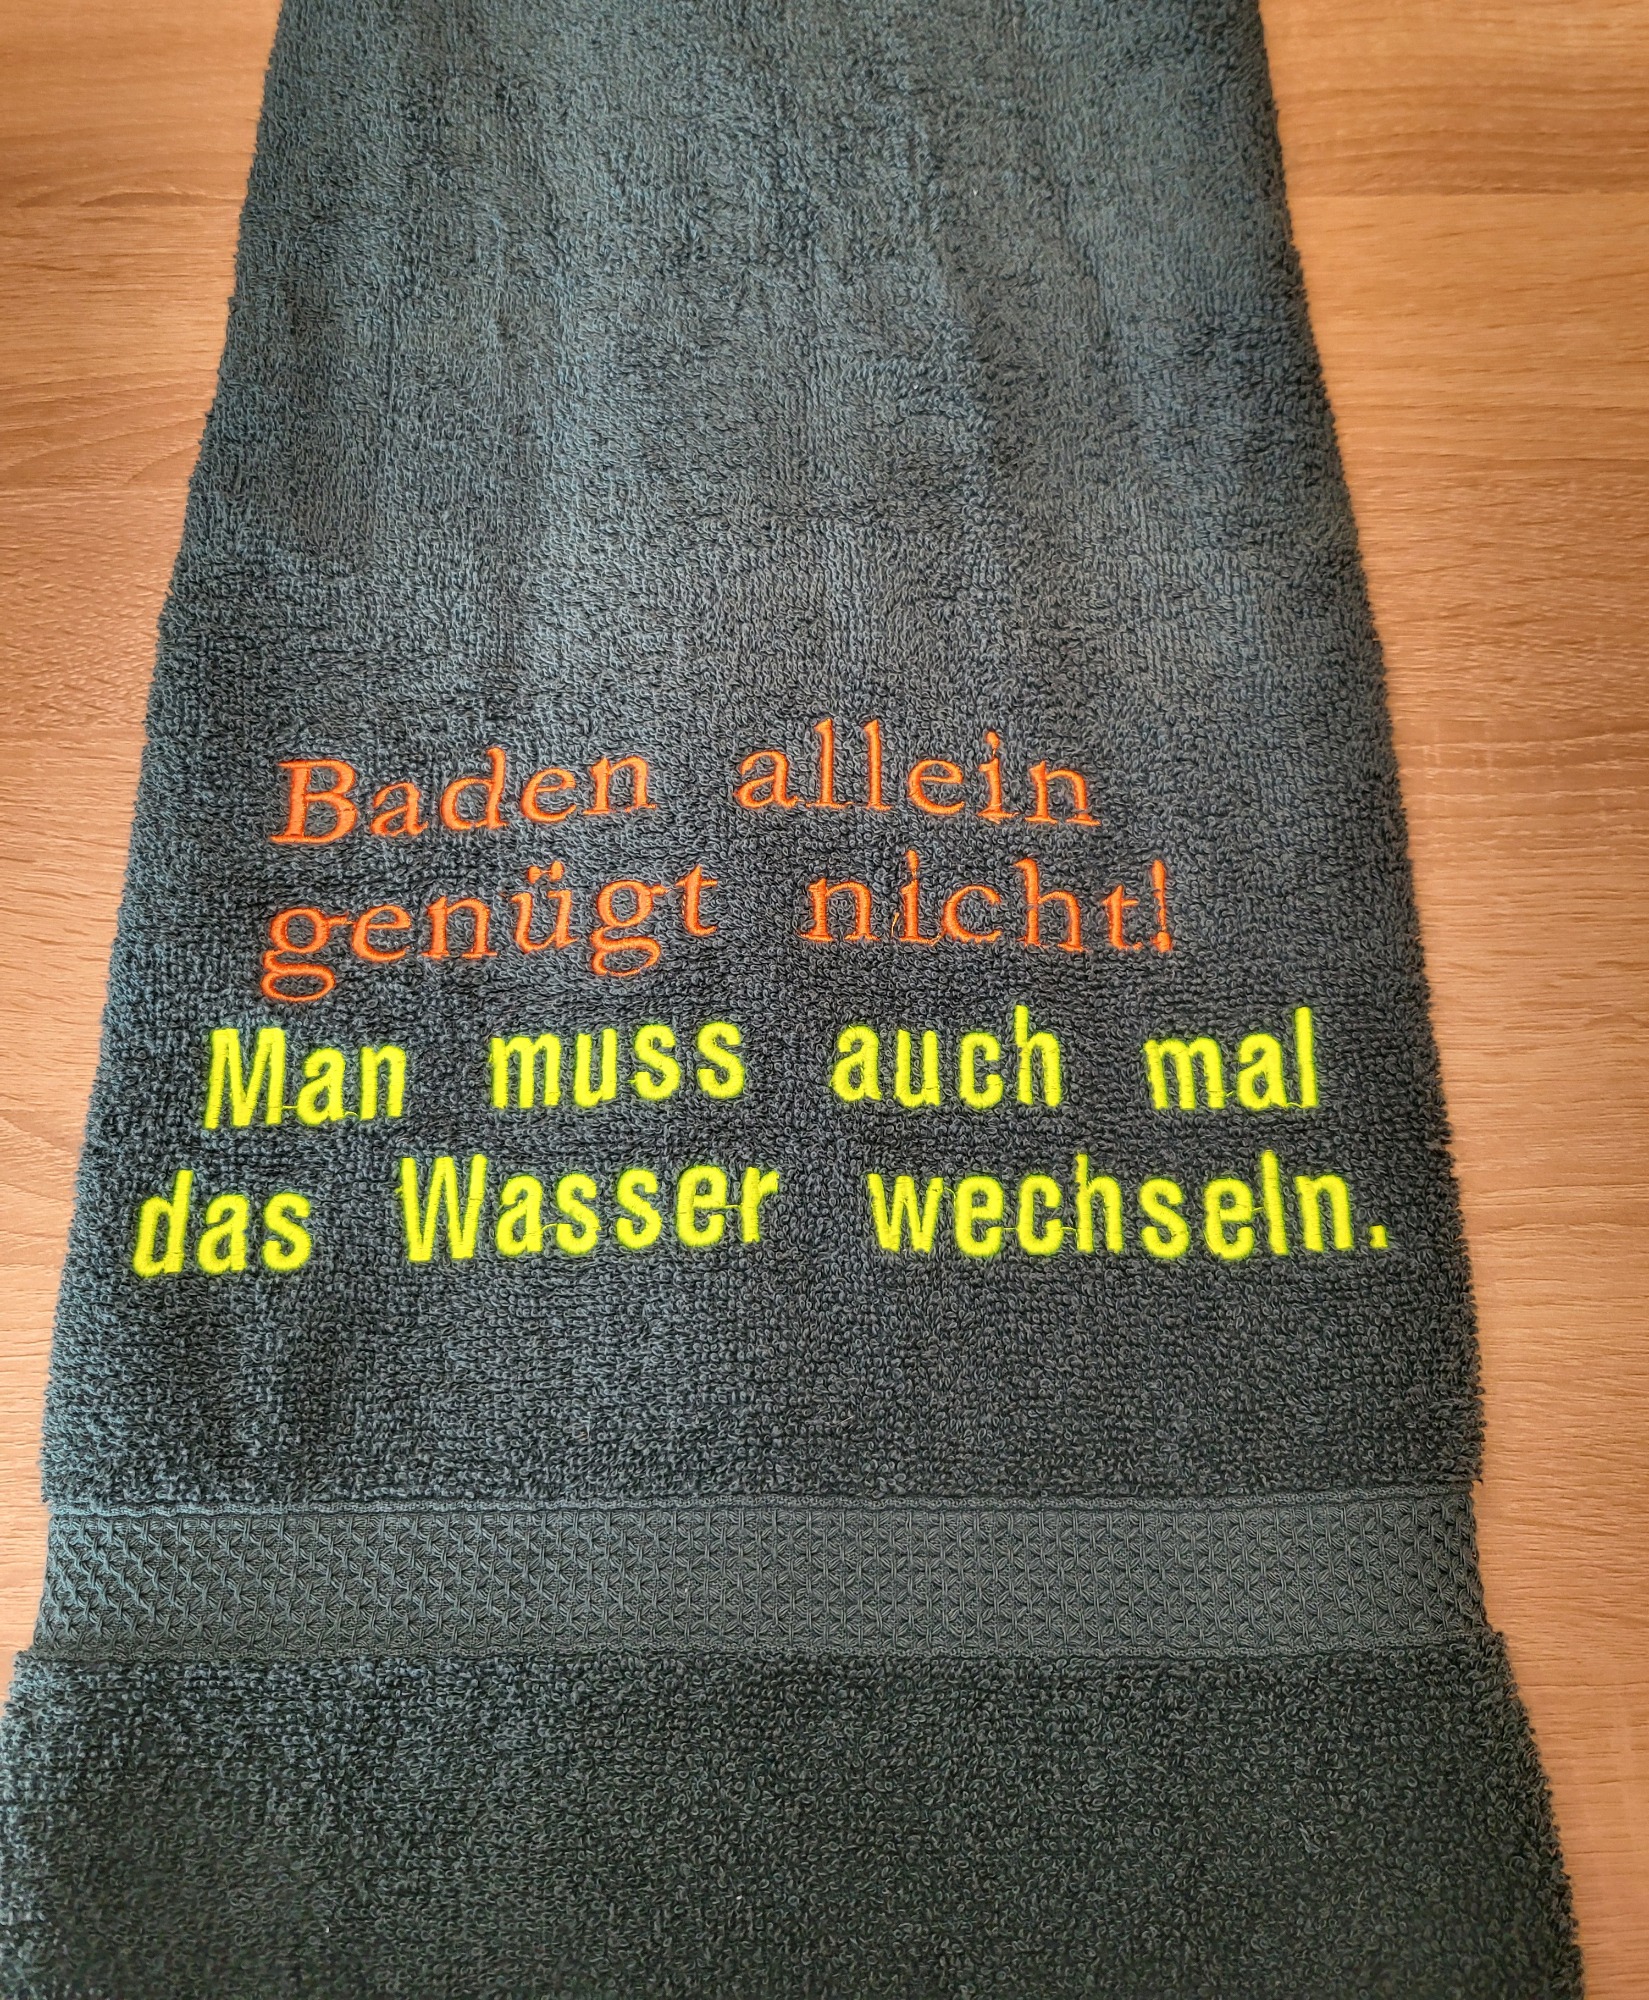 Baden allein
genügt nicht!
Man muss auch mal
das Wasser wechseln.